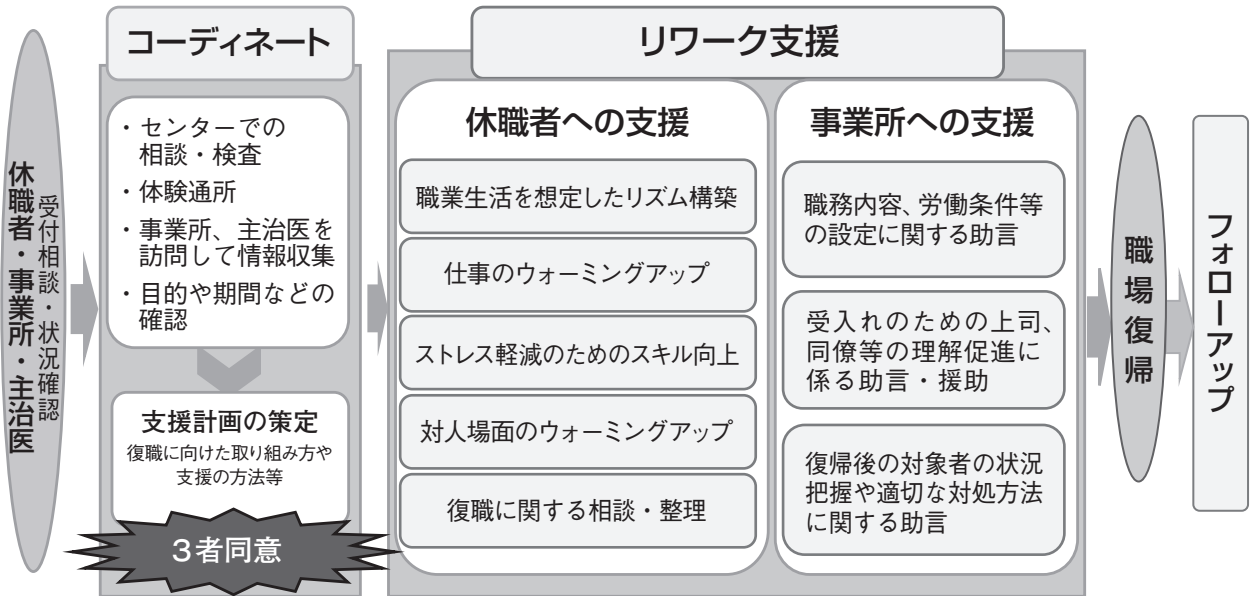 休職者・事業所・主治医
受付相談・状況確認
コーディネート
・センターでの
相談・検査
・体験通所
・事業所、主治医を
訪問して情報収集
・目的や期間などの
確認
支援計画の策定
復職に向けた取り組み方や
支援の方法等
3者同意
リワーク支援
休職者への支援
職業生活を想定したリズム構築
仕事のウォーミングアップ
ストレス軽減のためのスキル向上
対人場面のウォーミングアップ
復職に関する相談・整理
事業所への支援
職務内容、労働条件等
の設定に関する助言
受入れのための上司、
同僚等の理解促進に
係る助言・援助
復帰後の対象者の状況
把握や適切な対処方法
に関する助言
職場復帰
フォローアップ